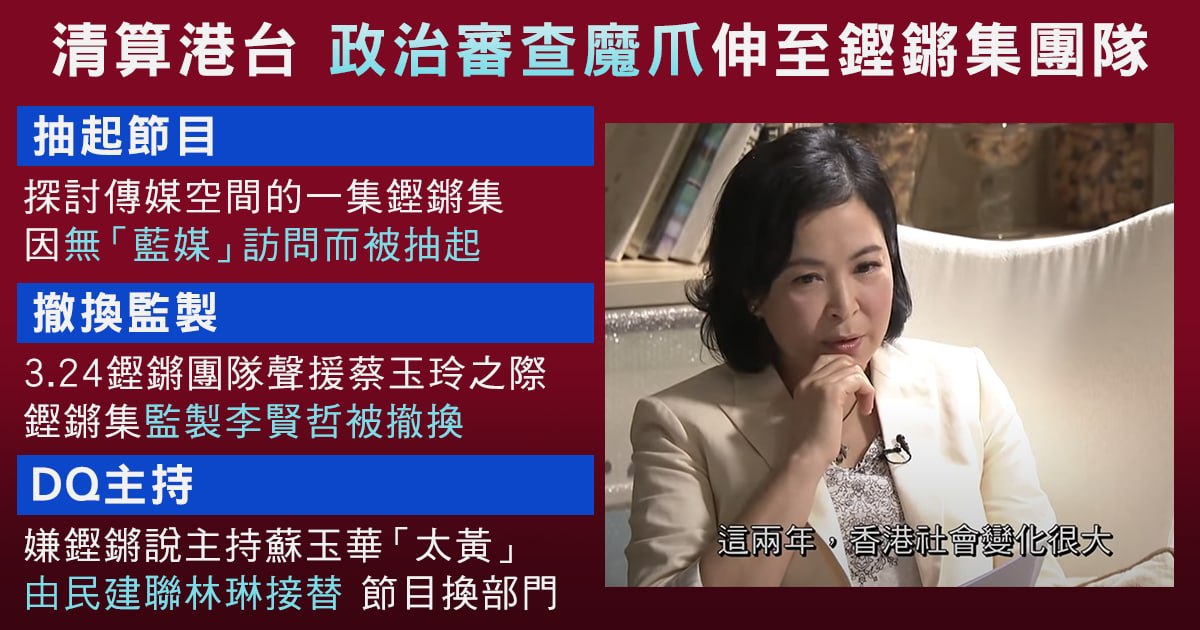 清算港台 政治審查魔爪伸至鏗鏘集團隊
抽起節目
探討傳媒空間的一集鏗鏘集
因無「藍媒」訪問而被抽起
撤換監製
3.24鏗鏘團隊聲援蔡玉玲之際
鏗鏘集監製李賢哲被撤換
DQ主持
嫌鏗鏘說主持蘇玉華「太黃」
由民建聯林琳接替 節目換部門
這兩年，香港社會變化很大